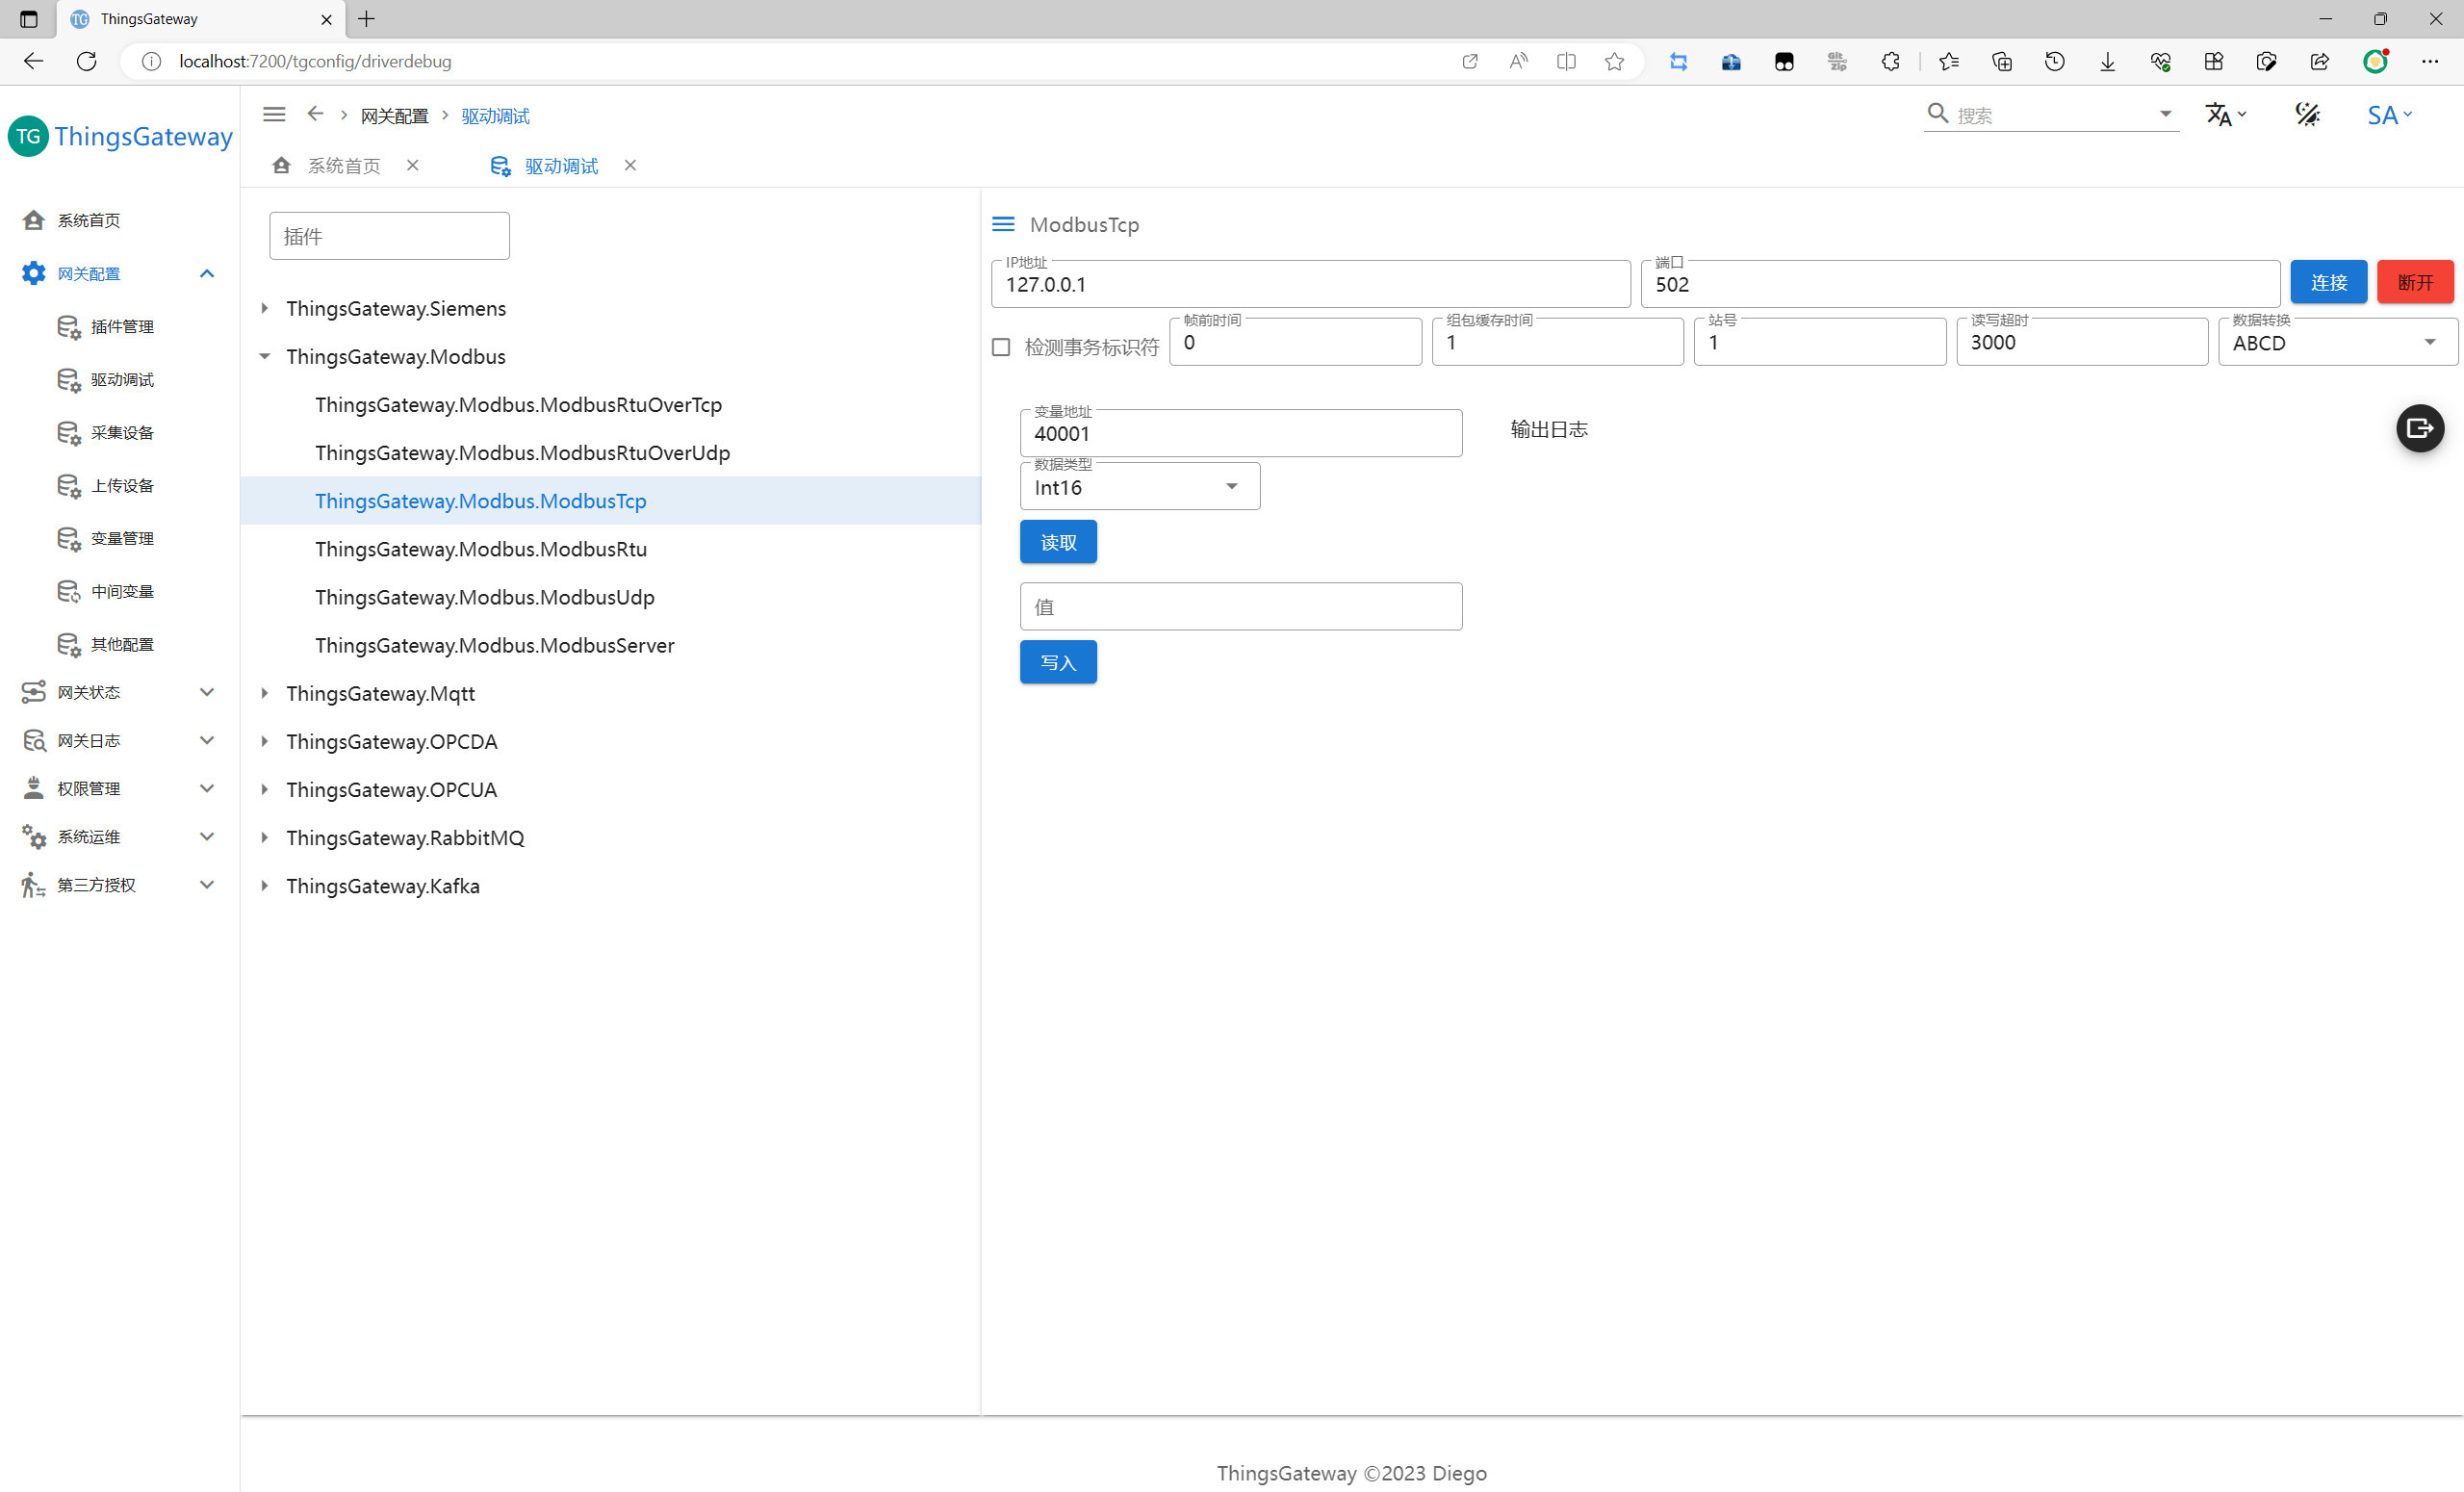 TG ThingsGateway
localhost:7200/tgconfig/driverdebug
Git
zip
TG ThingsGateway
系统首页
网关配置
插件管理
驱动调试
采集设备
上传设备
变量管理
中间变量
其他配置
网关状态
网关日志
权限管理
系统运维
第三方授权
网关配置 驱动调试
搜索
SA
系统首页
驱动调试
插件
ThingsGateway.Siemens
ThingsGateway.Modbus
ThingsGateway.Modbus.ModbusRtuOverTcp
ThingsGateway.Modbus.ModbusRtuOverUdp
ThingsGateway.Modbus.ModbusTcp
ThingsGateway.Modbus.ModbusRtu
ThingsGateway.Modbus.ModbusUdp
ThingsGateway.Modbus.ModbusServer
ThingsGateway.Mqtt
ThingsGateway.OPCDA
ThingsGateway.OPCUA
ThingsGateway.RabbitMQ
ThingsGateway.Kafka
ModbusTcp
IP地址
127.0.0.1
端口
502
连接
断开
检测事务标识符
帧前时间
0
组包缓存时间
1
站号
1
读写超时
3000
数据转换
ABCD
变量地址
40001
数据类型
Int16
读取
值
写入
输出日志
ThingsGateway ©2023 Diego